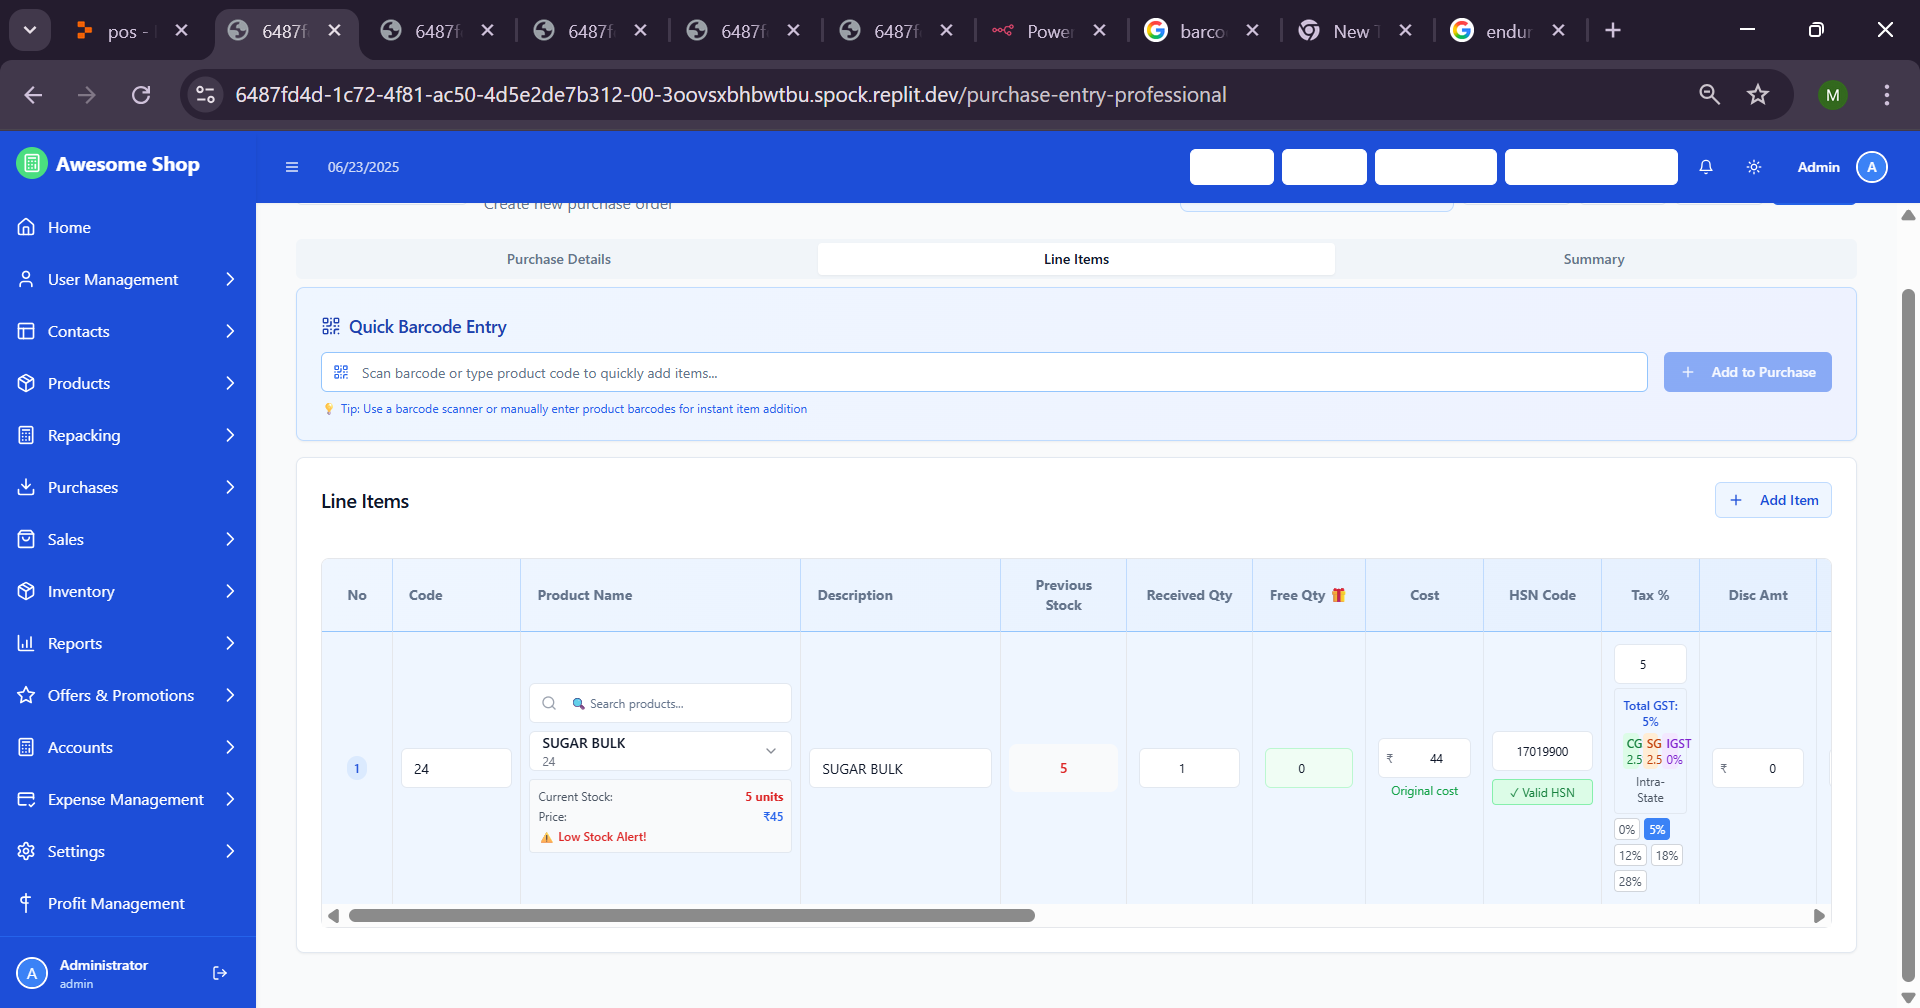 pos -
6487f
6487f
6487f
6487f
6487f
Power
barco
New T
endur
6487fd4d-1c72-4f81-ac50-4d5e2de7b312-00-3oovsxbhbwtbu.spock.replit.dev/purchase-entry-professional
M
Awesome Shop
06/23/2025
Admin
A
Home
User Management
Contacts
Products
Repacking
Purchases
Sales
Inventory
Reports
Offers & Promotions
Accounts
Expense Management
Settings
Profit Management
A
Administrator
admin
Create new purchase order
Purchase Details
Line Items
Summary
Quick Barcode Entry
Scan barcode or type product code to quickly add items...
+ Add to Purchase
💡 Tip: Use a barcode scanner or manually enter product barcodes for instant item addition
Line Items
+ Add Item
No
Code
Product Name
Description
Previous
Stock
Received Qty
Free Qty 🎁
Cost
HSN Code
Tax %
Disc Amt
1
24
🔍 Search products...
SUGAR BULK
24
Current Stock: 5 units
Price: ₹45
⚠️ Low Stock Alert!
SUGAR BULK
5
1
0
₹ 44
Original cost
17019900
✓ Valid HSN
5
Total GST:
5%
CG SG IGST
2.5 2.5 0%
Intra-
State
0% 5%
12% 18%
28%
₹ 0